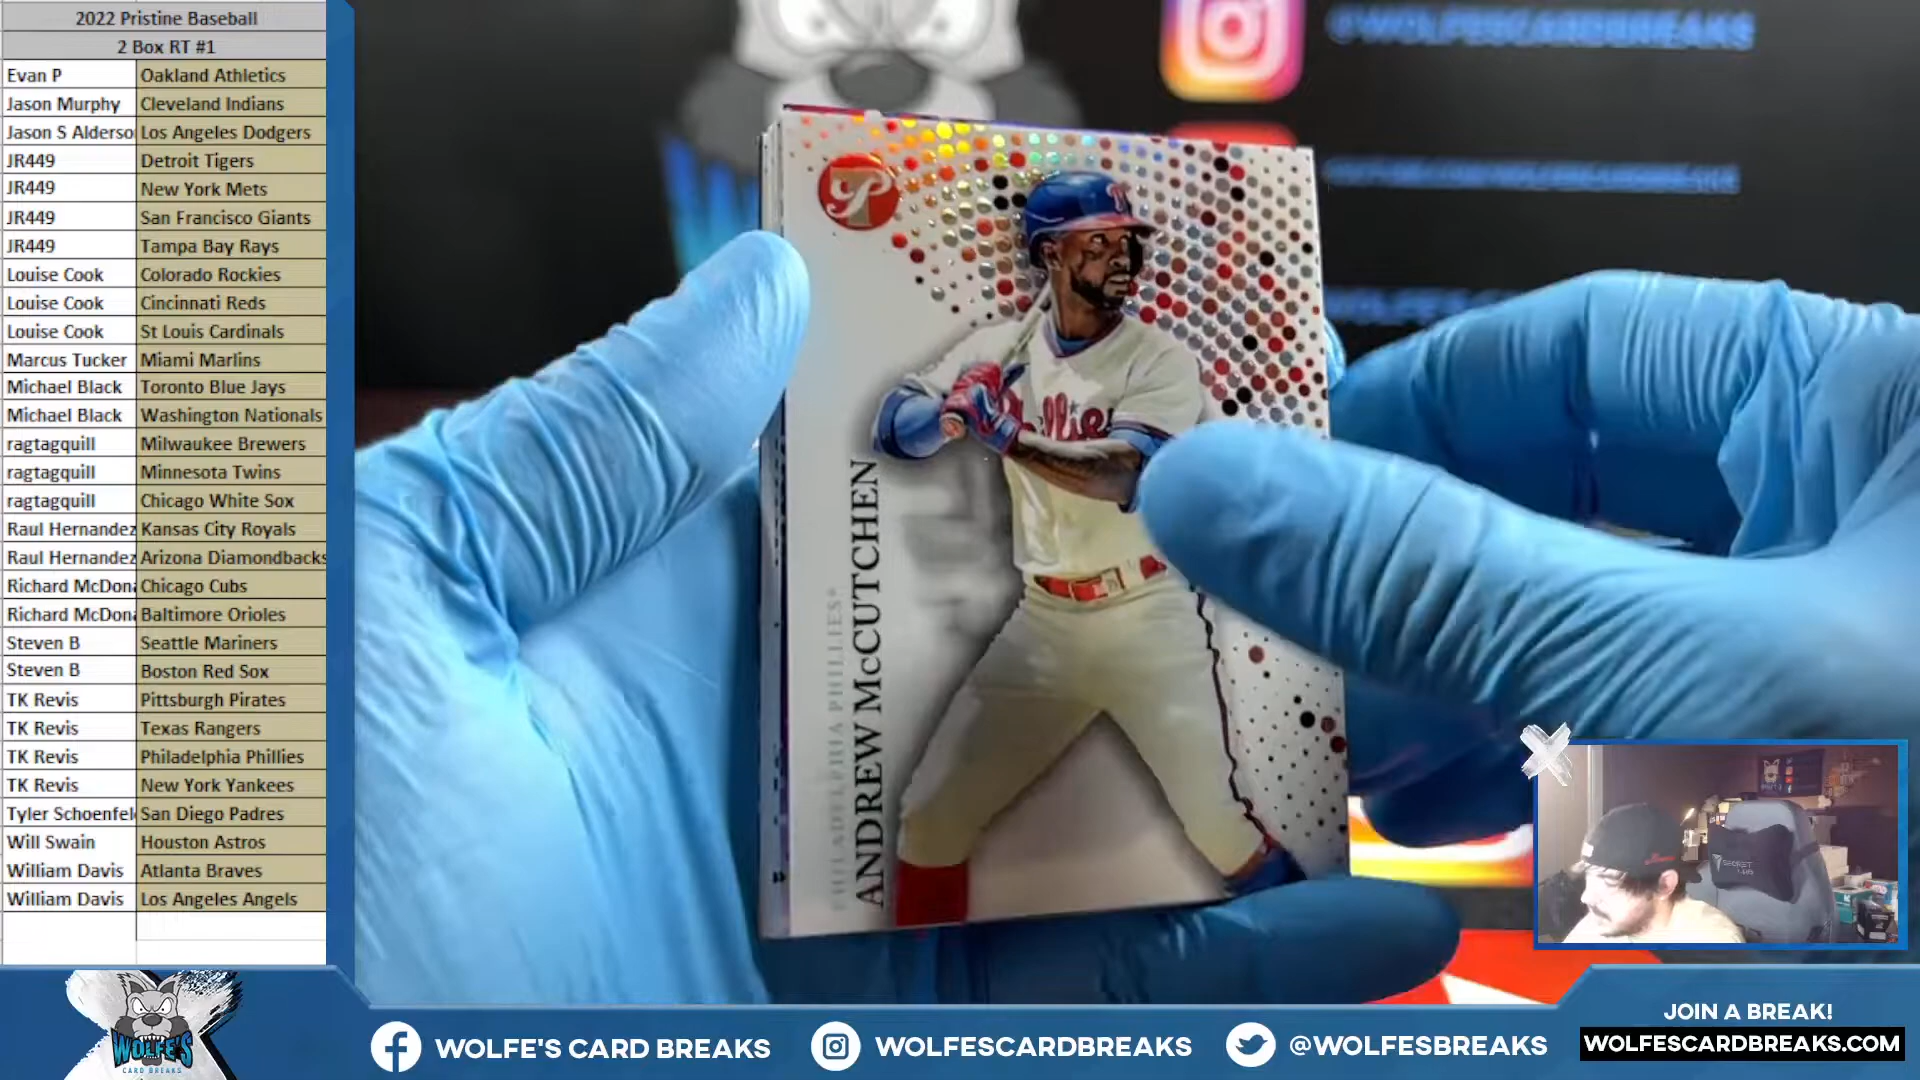 2022 Pristine Baseball
2 Box RT #1
Evan P Oakland Athletics
Jason Murphy Cleveland Indians
Jason S Alderso Los Angeles Dodgers
JR449 Detroit Tigers
JR449 New York Mets
JR449 San Francisco Giants
JR449 Tampa Bay Rays
Louise Cook Colorado Rockies
Louise Cook Cincinnati Reds
Louise Cook St Louis Cardinals
Marcus Tucker Miami Marlins
Michael Black Toronto Blue Jays
Michael Black Washington Nationals
ragtagquill Milwaukee Brewers
ragtagquill Minnesota Twins
ragtagquill Chicago White Sox
Raul Hernandez Kansas City Royals
Raul Hernandez Arizona Diamondbacks
Richard McDona Chicago Cubs
Richard McDona Baltimore Orioles
Steven B Seattle Mariners
Steven B Boston Red Sox
TK Revis Pittsburgh Pirates
TK Revis Texas Rangers
TK Revis Philadelphia Phillies
TK Revis New York Yankees
Tyler Schoenfel San Diego Padres
Will Swain Houston Astros
William Davis Atlanta Braves
William Davis Los Angeles Angels
@WOLFESCARDBREAKS
P
Phillies
PHILADELPHIA PHILLIES
ANDREW McCUTCHEN
WOLFE'S
CARD BREAKS
WOLFE'S CARD BREAKS
WOLFESCARDBREAKS
@WOLFESBREAKS
JOIN A BREAK!
WOLFESCARDBREAKS.COM